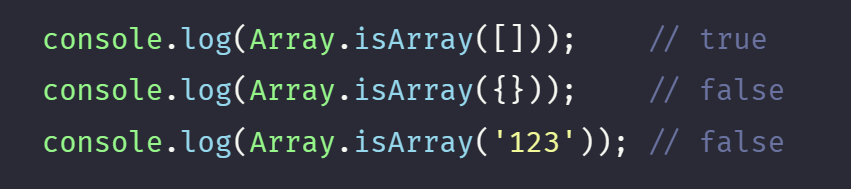 console.log(Array.isArray([]));    // true
console.log(Array.isArray({}));    // false
console.log(Array.isArray('123')); // false